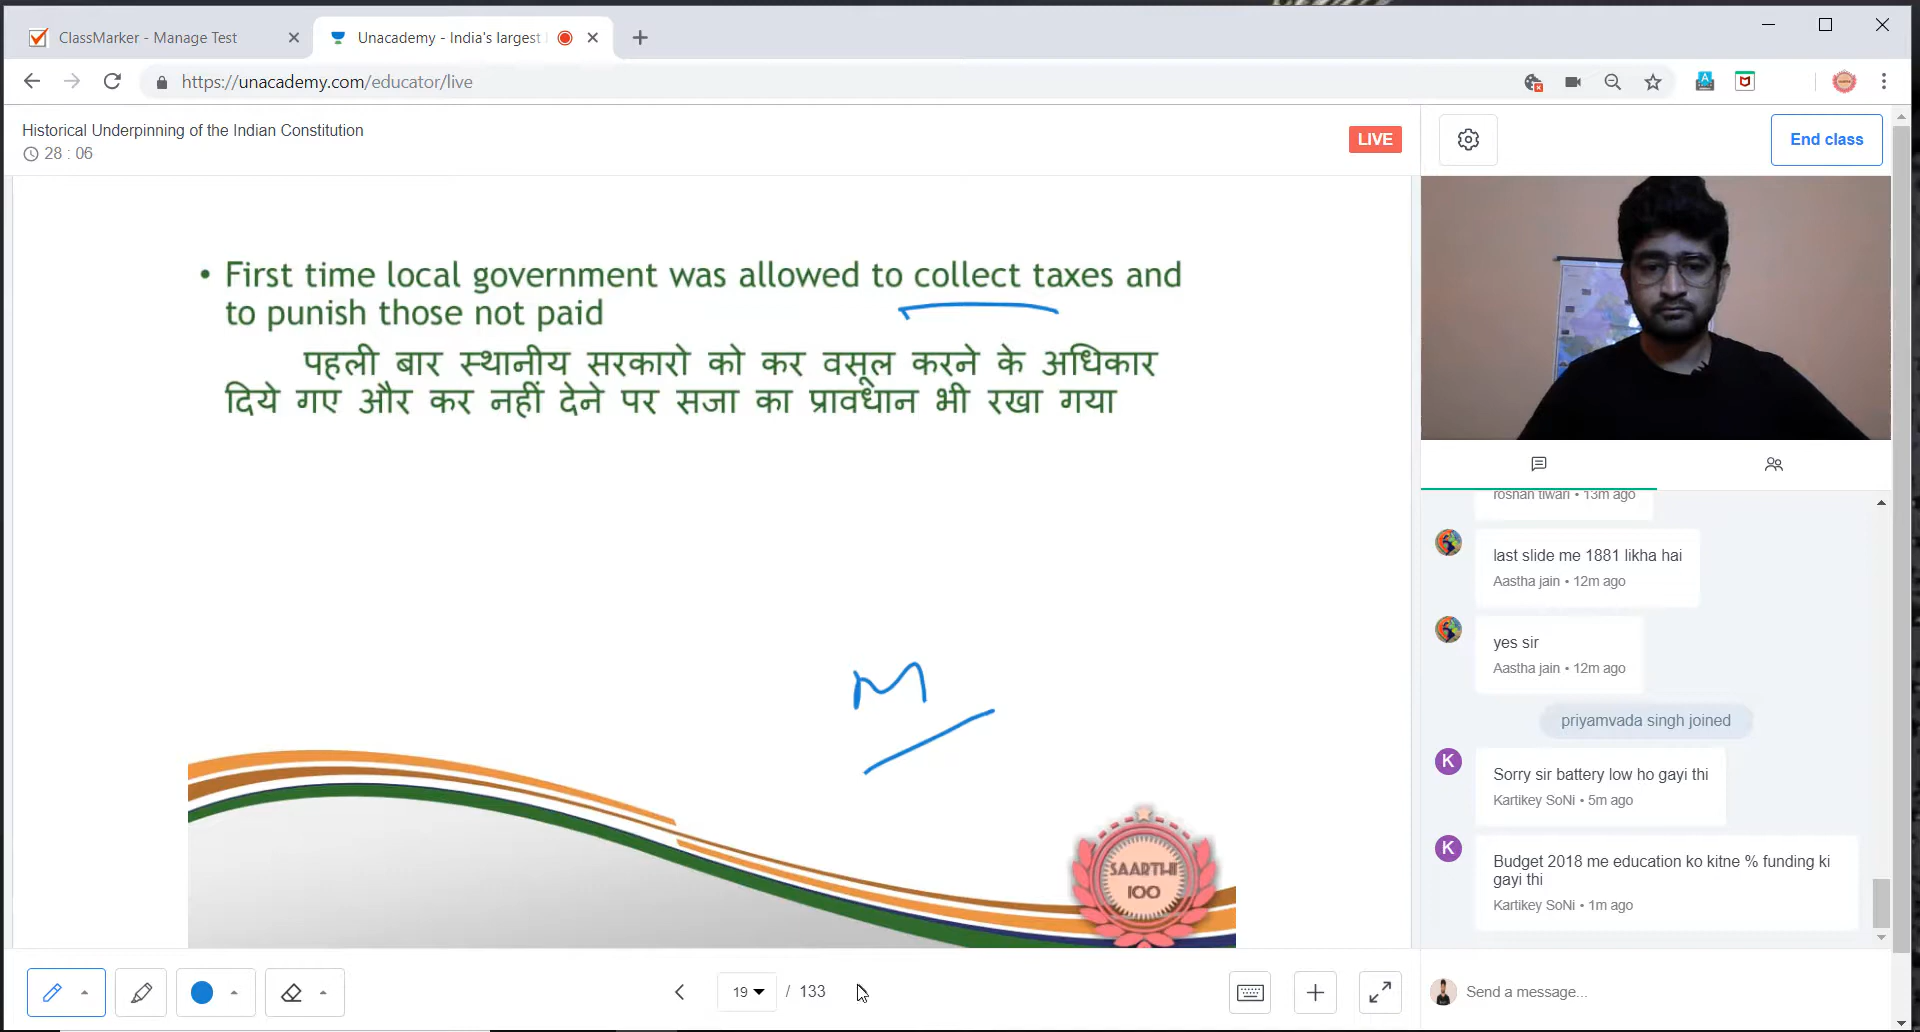 ClassMarker - Manage Test
Unacademy - India's largest
https://unacademy.com/educator/live
Historical Underpinning of the Indian Constitution
28 : 06
LIVE
End class
• First time local government was allowed to collect taxes and
to punish those not paid
पहली बार स्थानीय सरकारो को कर वसूल करने के अधिकार
दिये गए और कर नहीं देने पर सजा का प्रावधान भी रखा गया
M
SAARTHI
100
roshan tiwari • 13m ago
last slide me 1881 likha hai
Aastha jain • 12m ago
yes sir
Aastha jain • 12m ago
priyamvada singh joined
K
Sorry sir battery low ho gayi thi
Kartikey SoNi • 5m ago
K
Budget 2018 me education ko kitne % funding ki
gayi thi
Kartikey SoNi • 1m ago
19 / 133
Send a message...